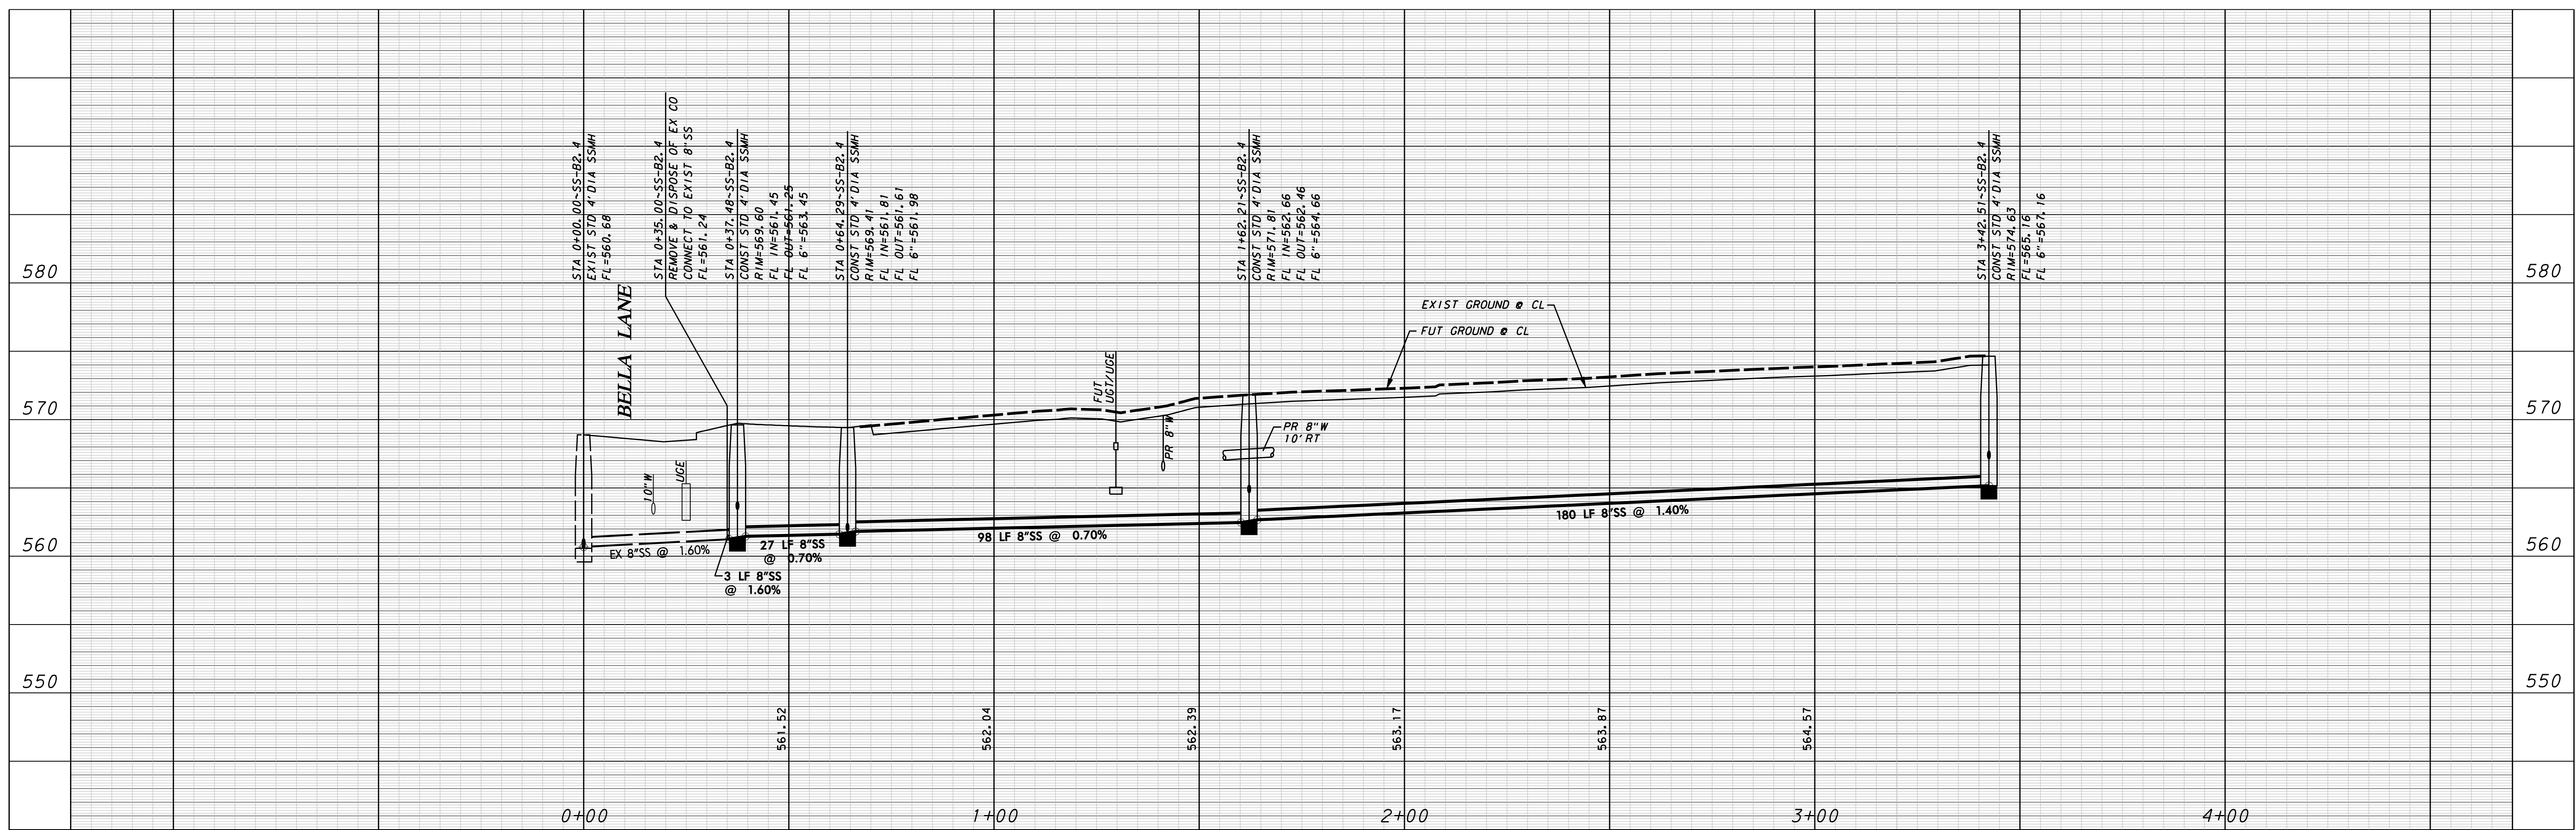 STA 0+00.00~SS-B2.4
EXIST STD 4' DIA SSMH
FL=560.68
STA 0+35.00~SS-B2.4
REMOVE & DISPOSE OF EX CO
CONNECT TO EXIST 8"SS
FL=561.24
STA 0+37.48~SS-B2.4
CONST STD 4' DIA SSMH
RIM=569.60
FL IN=561.45
FL OUT=561.25
FL 6"=563.45
STA 0+64.29~SS-B2.4
CONST STD 4' DIA SSMH
RIM=569.41
FL IN=561.81
FL OUT=561.61
FL 6"=561.98
STA 1+62.21~SS-B2.4
CONST STD 4' DIA SSMH
RIM=571.81
FL IN=562.66
FL OUT=562.46
FL 6"=564.66
STA 3+42.51~SS-B2.4
CONST STD 4' DIA SSMH
RIM=574.63
FL=565.16
FL 6"=567.16
580
580
BELLA LANE
EXIST GROUND @ CL
FUT GROUND @ CL
FUT
UGT/UGE
570
570
PR 8"W
PR 8"W
10' RT
10"W
UGE
560
560
EX 8"SS @ 1.60%
27 LF 8"SS
@ 0.70%
3 LF 8"SS
@ 1.60%
98 LF 8"SS @ 0.70%
180 LF 8"SS @ 1.40%
550
550
561.52
562.04
562.39
563.17
563.87
564.57
0+00
1+00
2+00
3+00
4+00